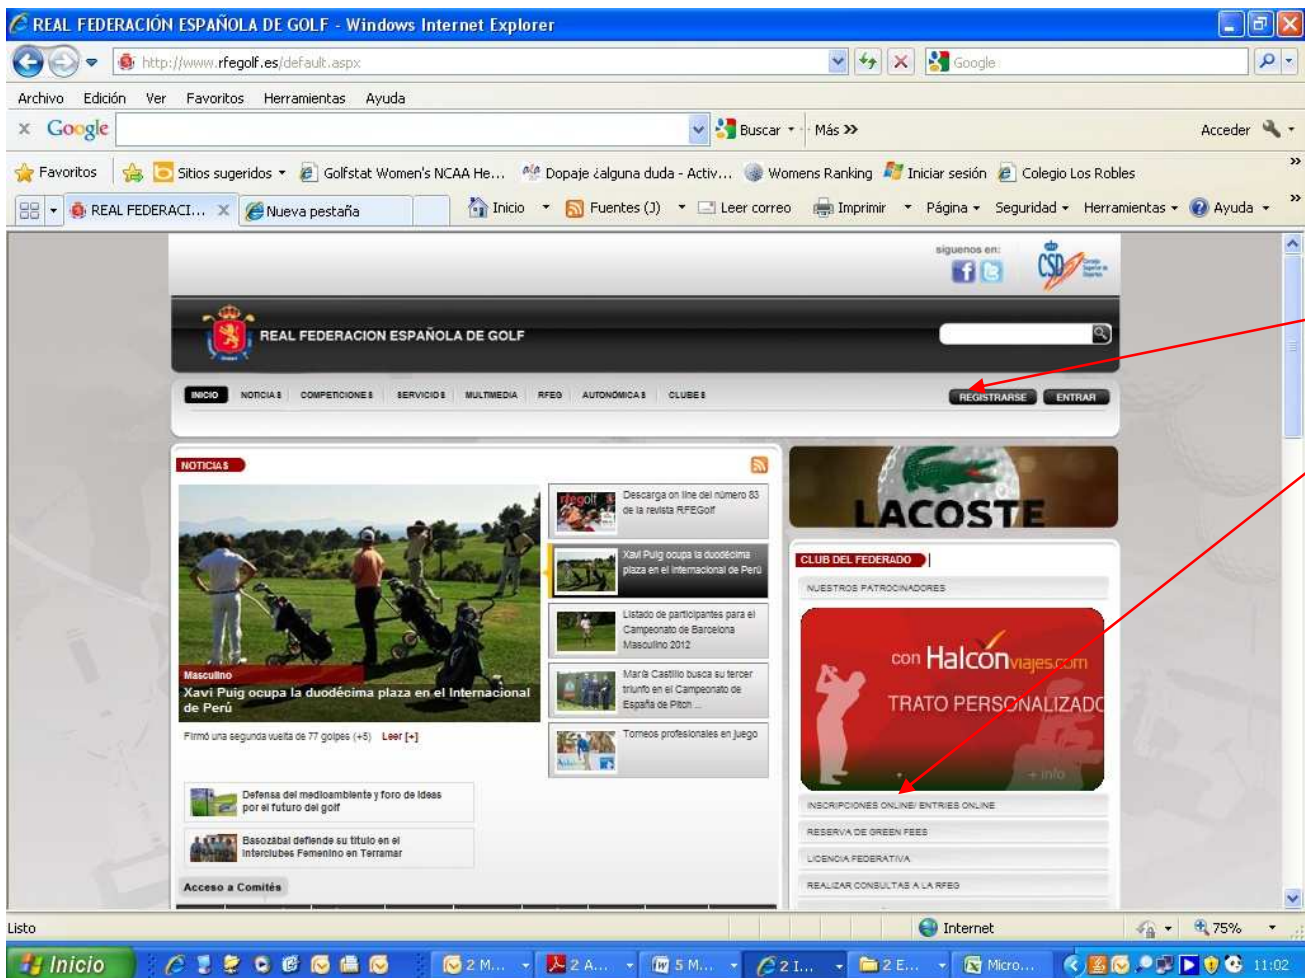 REAL FEDERACIÓN ESPAÑOLA DE GOLF - Windows Internet Explorer
http://www.rfegolf.es/default.aspx
Google
Archivo Edición Ver Favoritos Herramientas Ayuda
x Google
Buscar
Más >>
Acceder
Favoritos
Sitios sugeridos
Golfstat Women's NCAA He...
Dopaje ¿alguna duda - Activ...
Womens Ranking
Iniciar sesión
Colegio Los Robles
REAL FEDERACI... X
Nueva pestaña
Inicio
Fuentes (J)
Leer correo
Imprimir
Página
Seguridad
Herramientas
Ayuda
síguenos en:
CSD
REAL FEDERACION ESPAÑOLA DE GOLF
INICIO NOTICIAS COMPETICIONES SERVICIOS MULTIMEDIA RFEG AUTONÓMICAS CLUBES
REGISTRARSE ENTRAR
NOTICIAS
Masculino
Xavi Puig ocupa la duodécima plaza en el Internacional
de Perú
Firmó una segunda vuelta de 77 golpes (+5) Leer [+]
rfegolf
Descarga on line del número 83
de la revista RFEGolf
Xavi Puig ocupa la duodécima
plaza en el Internacional de Perú
Listado de participantes para el
Campeonato de Barcelona
Masculino 2012
María Castillo busca su tercer
triunfo en el Campeonato de
España de Pitch ...
Torneos profesionales en juego
Defensa del medioambiente y foro de ideas
por el futuro del golf
Basozábal defiende su título en el
Interclubes Femenino en Terramar
Acceso a Comités
LACOSTE
CLUB DEL FEDERADO
NUESTROS PATROCINADORES
con Halcónviajes.com
TRATO PERSONALIZADO
+ info
INSCRIPCIONES ONLINE/ ENTRIES ONLINE
RESERVA DE GREEN FEES
LICENCIA FEDERATIVA
REALIZAR CONSULTAS A LA RFEG
Listo
Internet
75%
Inicio
2 M...
2 A...
5 M...
2 I...
2 E...
Micro...
11:02